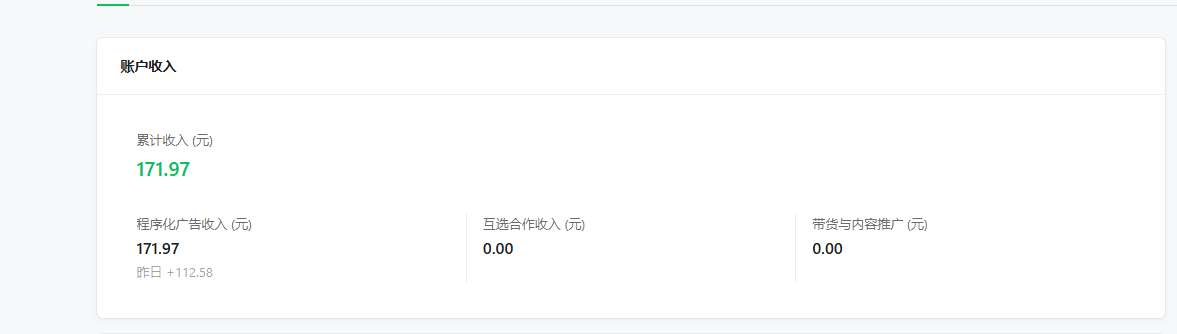 账户收入
累计收入 (元)
171.97
程序化广告收入 (元)
171.97
昨日 +112.58
互选合作收入 (元)
0.00
带货与内容推广 (元)
0.00